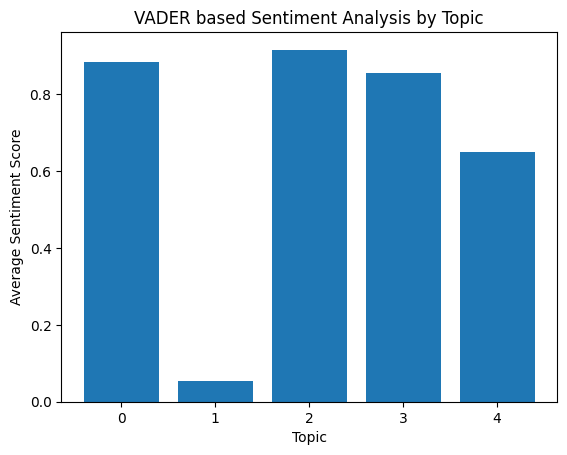 VADER based Sentiment Analysis by Topic
Average Sentiment Score
0.8
0.6
0.4
0.2
0.0
0 1 2 3 4
Topic